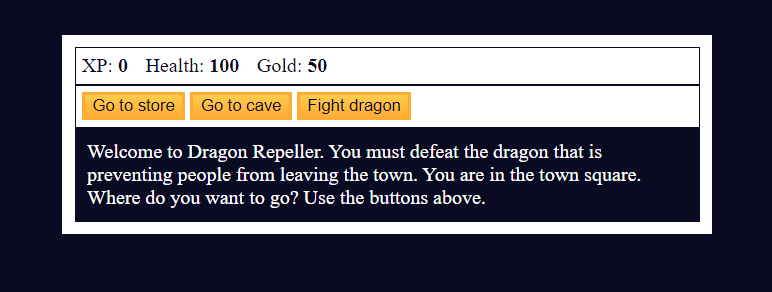 XP: 0 Health: 100 Gold: 50
Go to store Go to cave Fight dragon
Welcome to Dragon Repeller. You must defeat the dragon that is
preventing people from leaving the town. You are in the town square.
Where do you want to go? Use the buttons above.